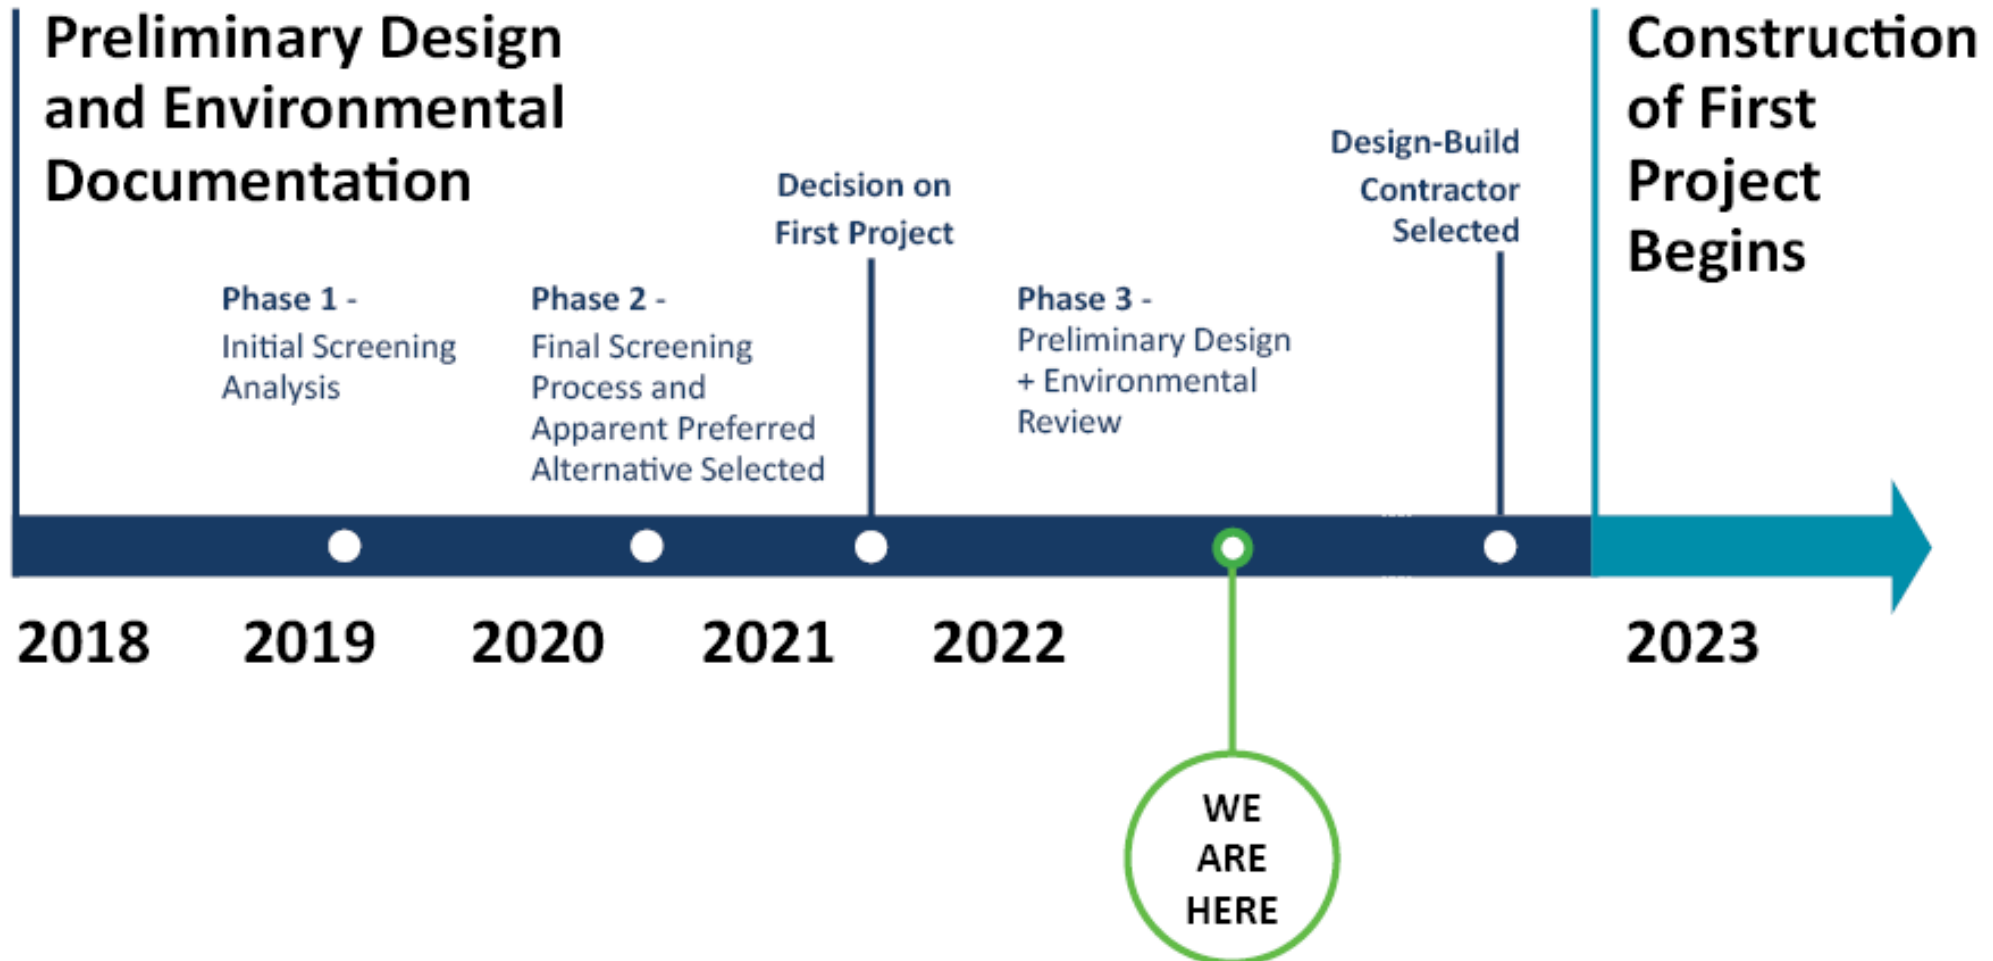 Preliminary Design
and Environmental
Documentation
Phase 1 -
Initial Screening
Analysis
Phase 2 -
Final Screening
Process and
Apparent Preferred
Alternative Selected
Decision on
First Project
Phase 3 -
Preliminary Design
+ Environmental
Review
Design-Build
Contractor
Selected
Construction
of First
Project
Begins
2018
2019
2020
2021
2022
2023
WE
ARE
HERE